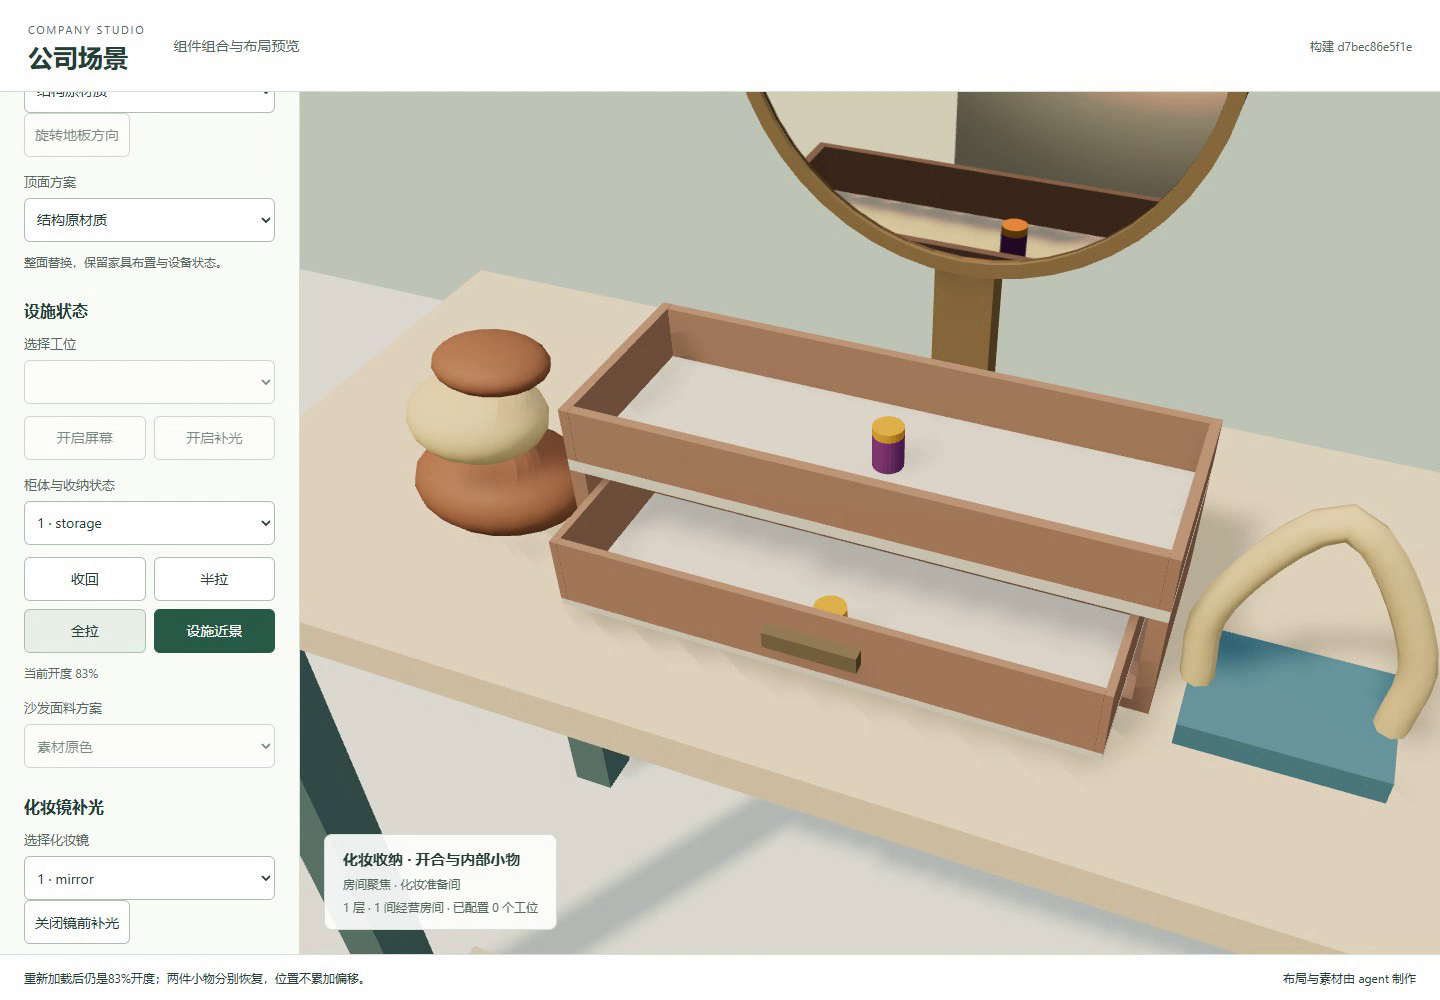 COMPANY STUDIO
公司场景
组件组合与布局预览
构建 d7bec86e5f1e
结构原材质
旋转地板方向
顶面方案
结构原材质
整面替换，保留家具布置与设备状态。
设施状态
选择工位
开启屏幕
开启补光
柜体与收纳状态
1 · storage
收回
半拉
全拉
设施近景
当前开度 83%
沙发面料方案
素材原色
化妆镜补光
选择化妆镜
1 · mirror
关闭镜前补光
化妆收纳 · 开合与内部小物
房间聚焦 · 化妆准备间
1 层 · 1 间经营房间 · 已配置 0 个工位
重新加载后仍是83%开度；两件小物分别恢复，位置不累加偏移。
布局与素材由 agent 制作